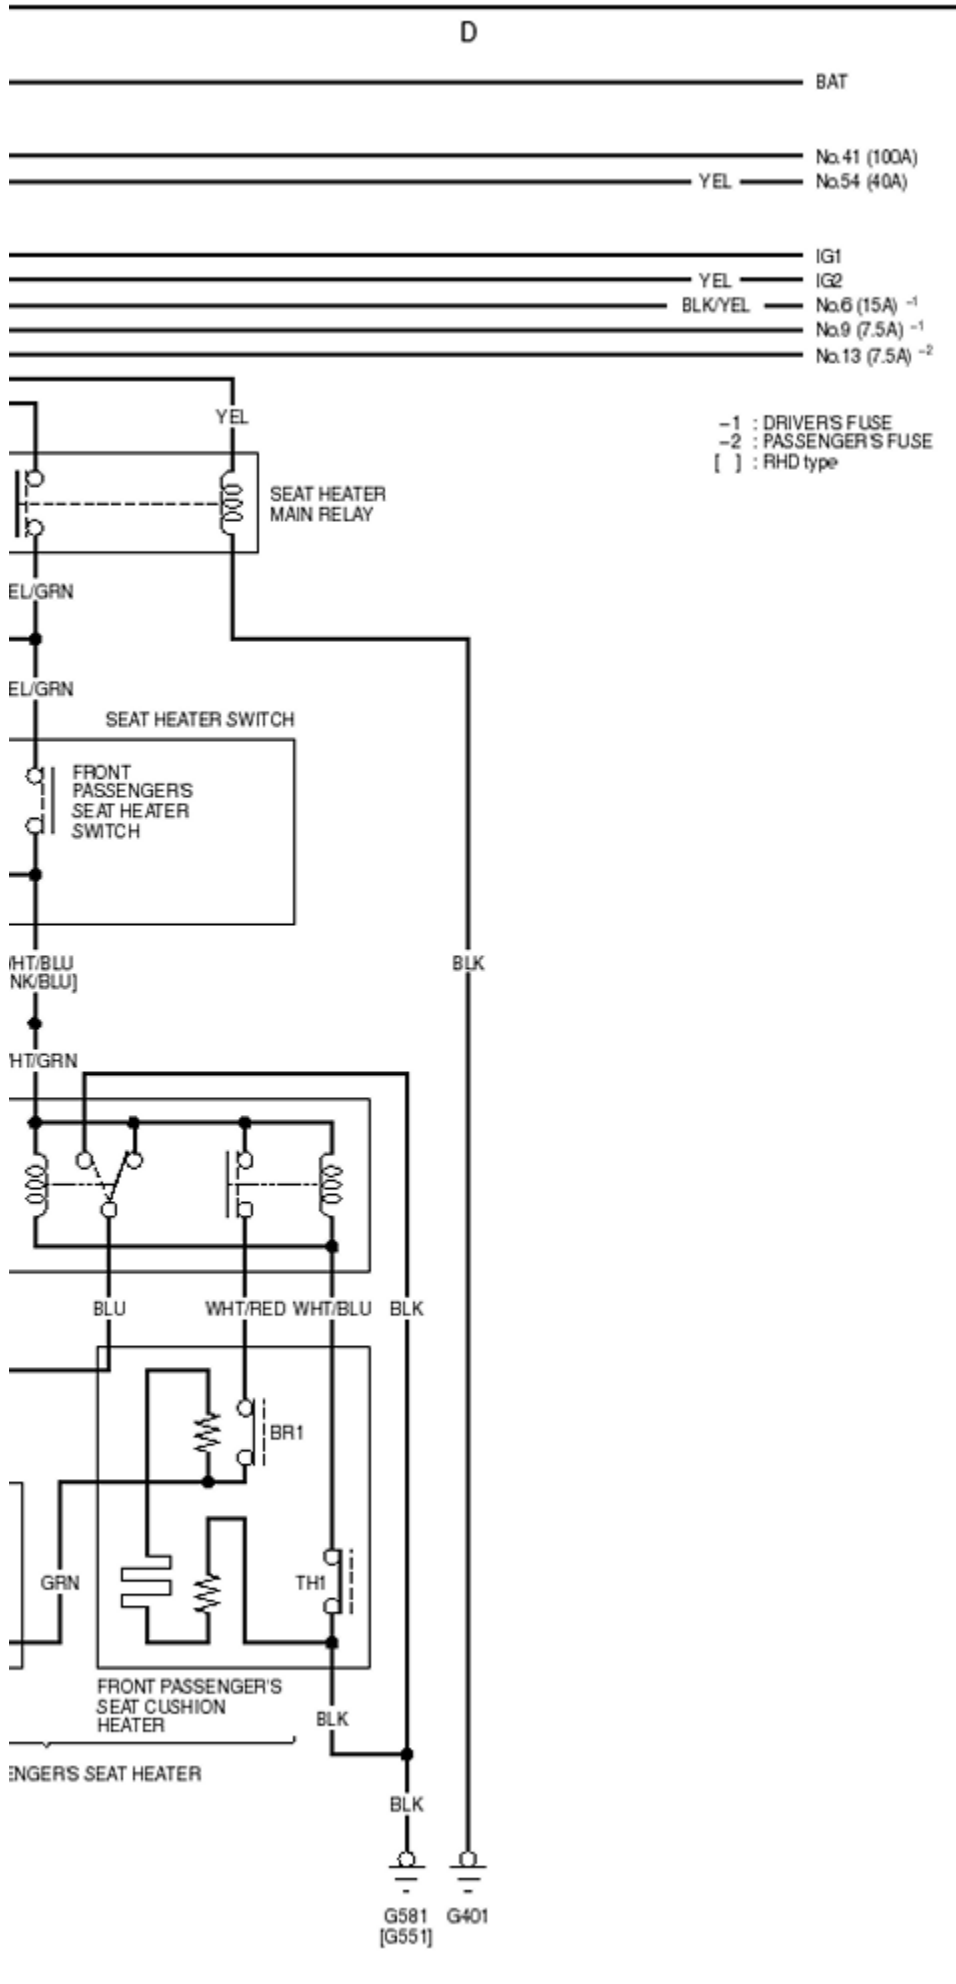 D
BAT
No.41 (100A)
YEL No.54 (40A)
IG1
YEL IG2
BLK/YEL No.6 (15A) -1
No.9 (7.5A) -1
No.13 (7.5A) -2
YEL
-1 : DRIVER'S FUSE
-2 : PASSENGER'S FUSE
[ ] : RHD type
SEAT HEATER
MAIN RELAY
EL/GRN
EL/GRN
SEAT HEATER SWITCH
FRONT
PASSENGER'S
SEAT HEATER
SWITCH
HT/BLU
NK/BLU]
BLK
HT/GRN
BLU WHT/RED WHT/BLU BLK
BR1
GRN
TH1
FRONT PASSENGER'S
SEAT CUSHION
HEATER
BLK
ENGER'S SEAT HEATER
BLK
G581 G401
[G551]